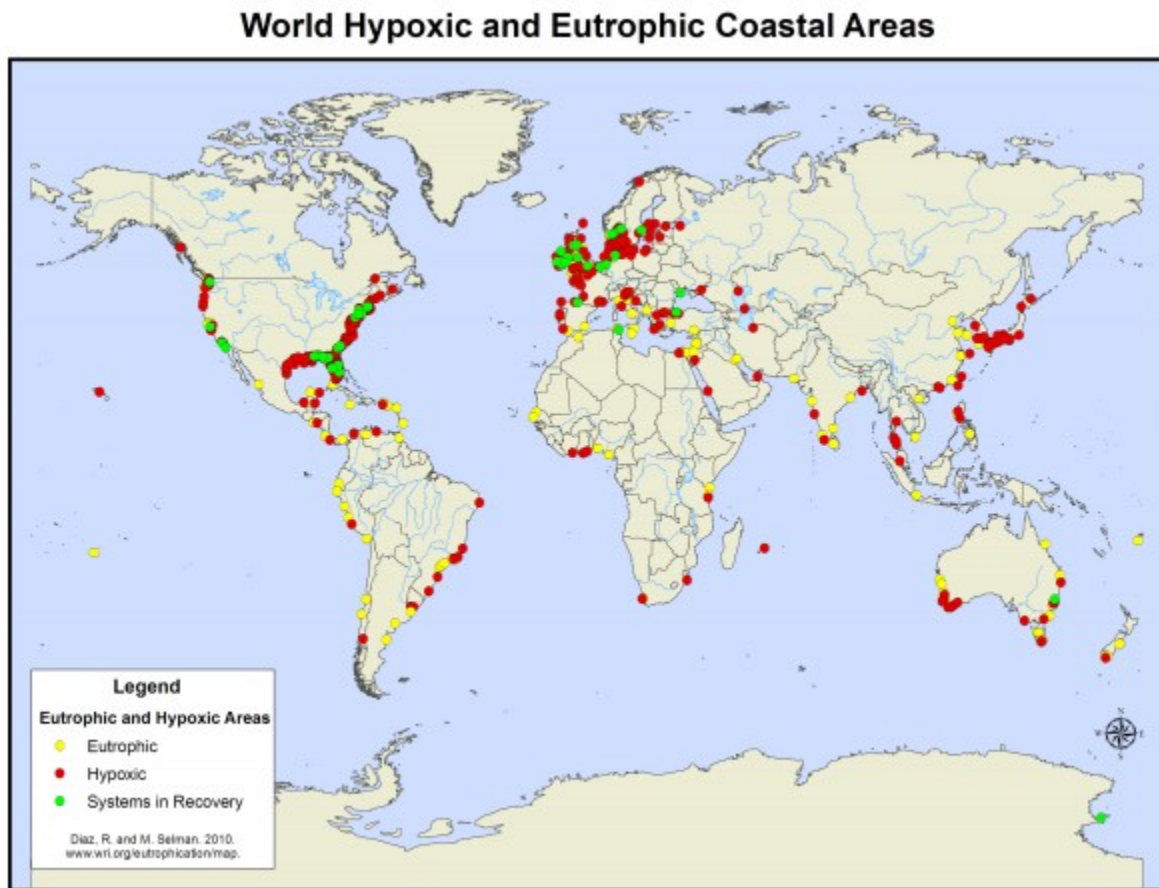 World Hypoxic and Eutrophic Coastal Areas
Legend
Eutrophic and Hypoxic Areas
Eutrophic
Hypoxic
Systems in Recovery
Diaz, R. and M. Selman. 2010.
www.wri.org/eutrophication/map.
N
W E
S